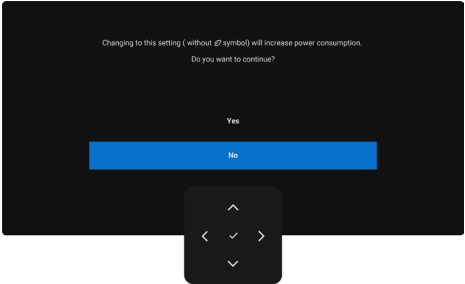 Changing to this setting ( without symbol) will increase power consumption.
Do you want to continue?
Yes
No